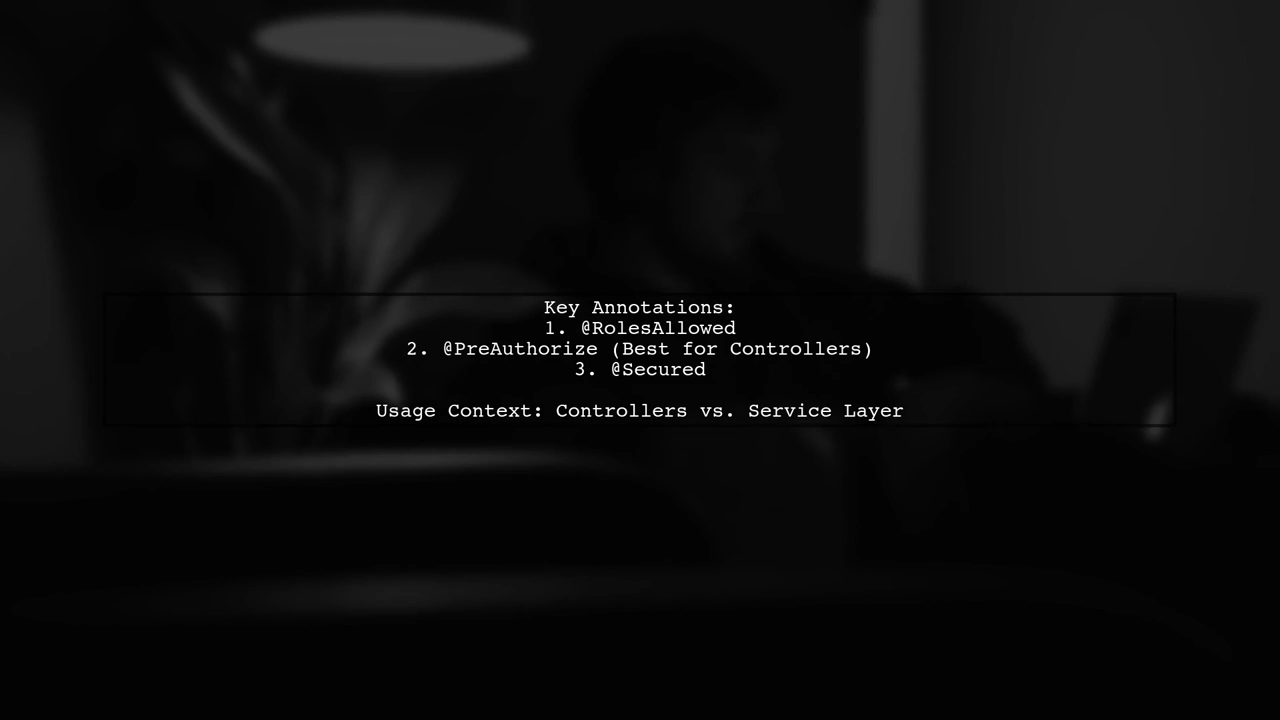 Key Annotations:
1. @RolesAllowed
2. @PreAuthorize (Best for Controllers)
3. @Secured
Usage Context: Controllers vs. Service Layer